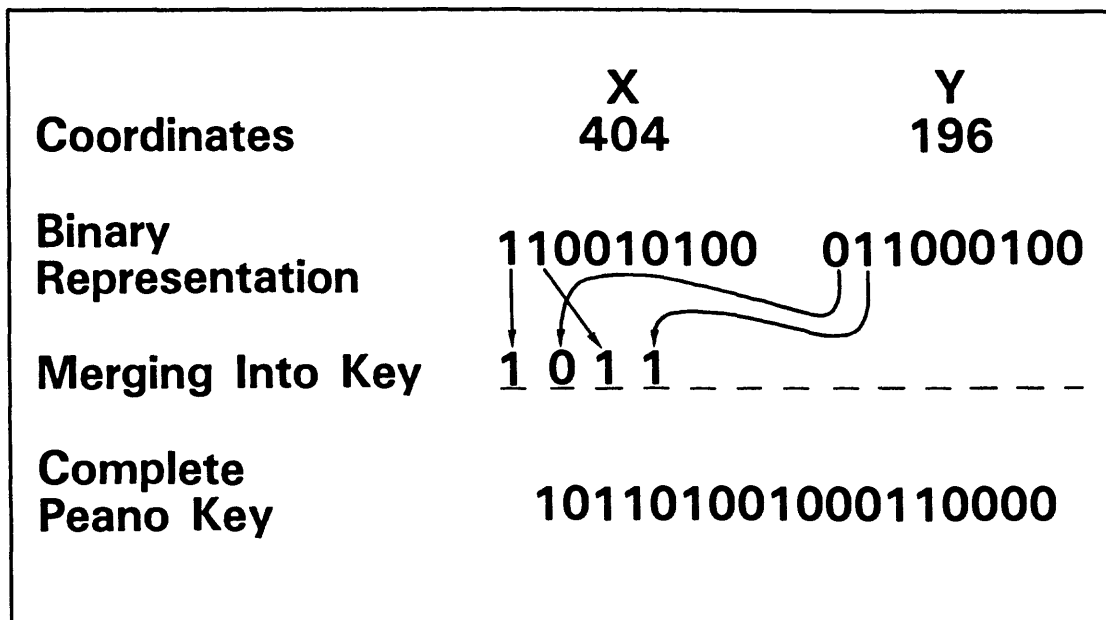 X Y
Coordinates 404 196
Binary
Representation 110010100 011000100
Merging Into Key 1 0 1 1 _ _ _ _ _ _ _ _ _ _
Complete
Peano Key 101101001000110000